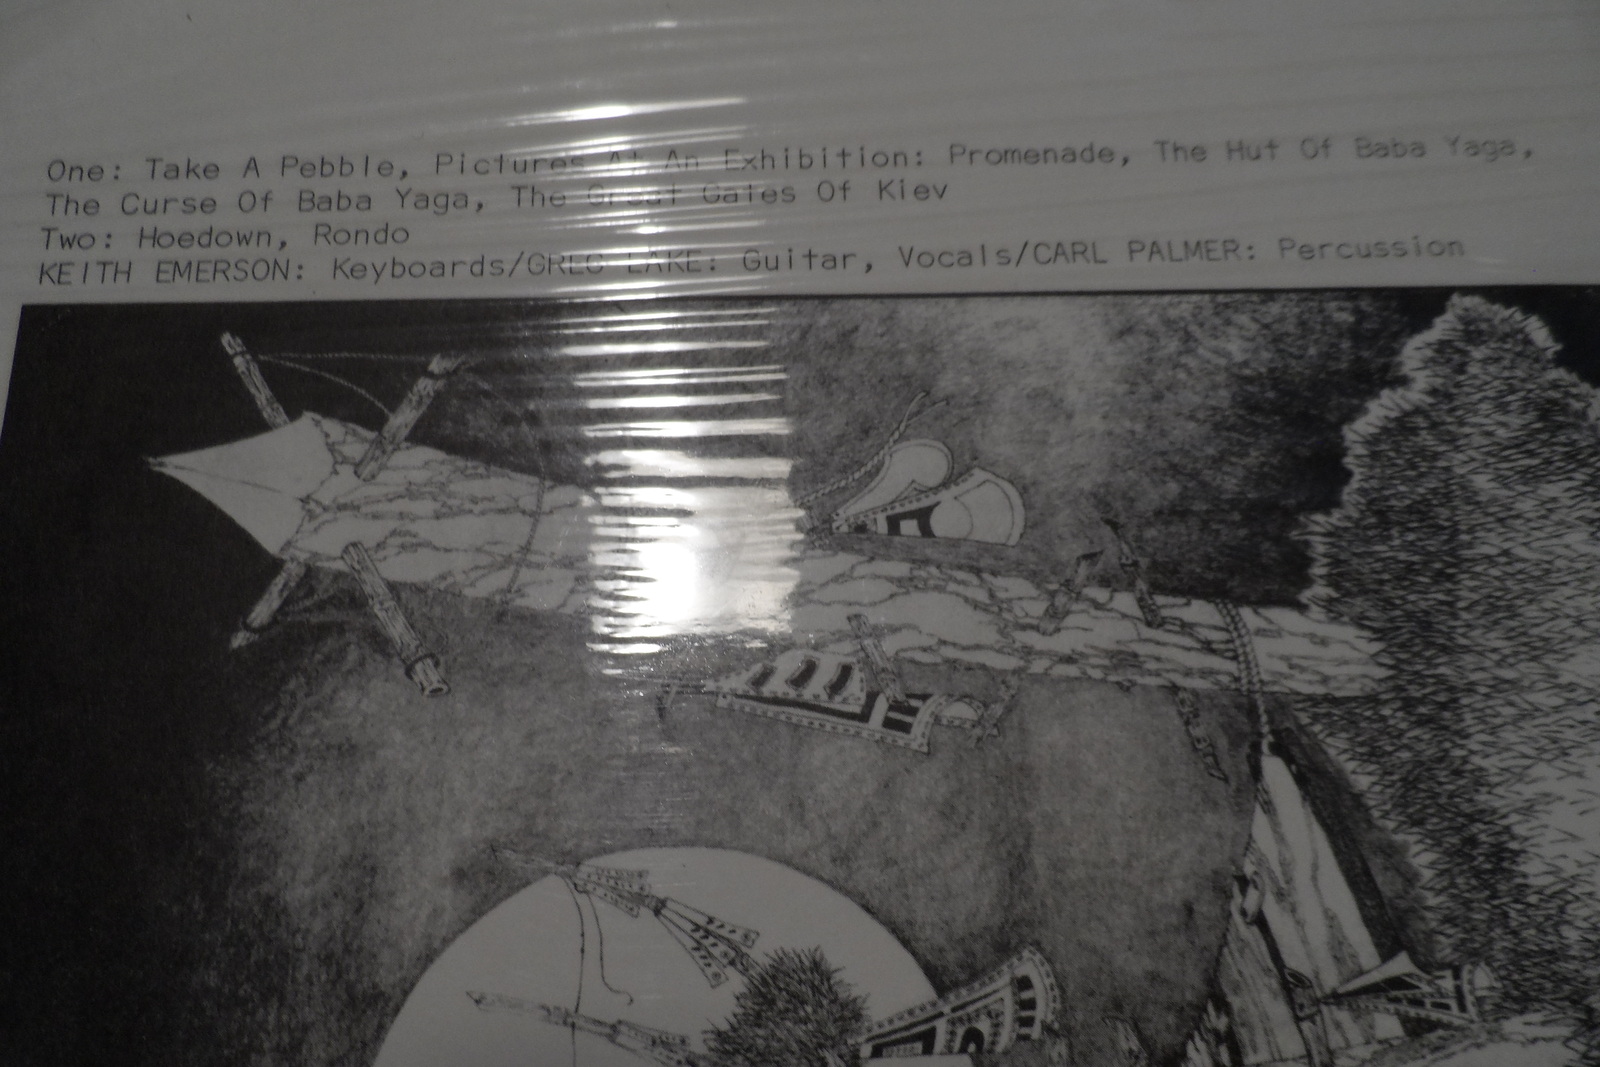 One: Take A Pebble, Pictures At An Exhibition: Promenade, The Hut Of Baba Yaga,
The Curse Of Baba Yaga, The Great Gates Of Kiev
Two: Hoedown, Rondo
KEITH EMERSON: Keyboards/GREG LAKE: Guitar, Vocals/CARL PALMER: Percussion